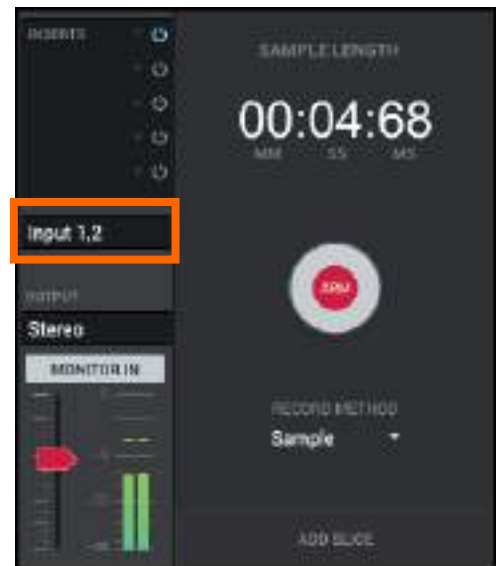 INSERTS
Input 1,2
OUTPUT
Stereo
MONITOR IN
SAMPLE LENGTH
00:04:68
MM SS MS
ARM
RECORD METHOD
Sample
ADD SLICE